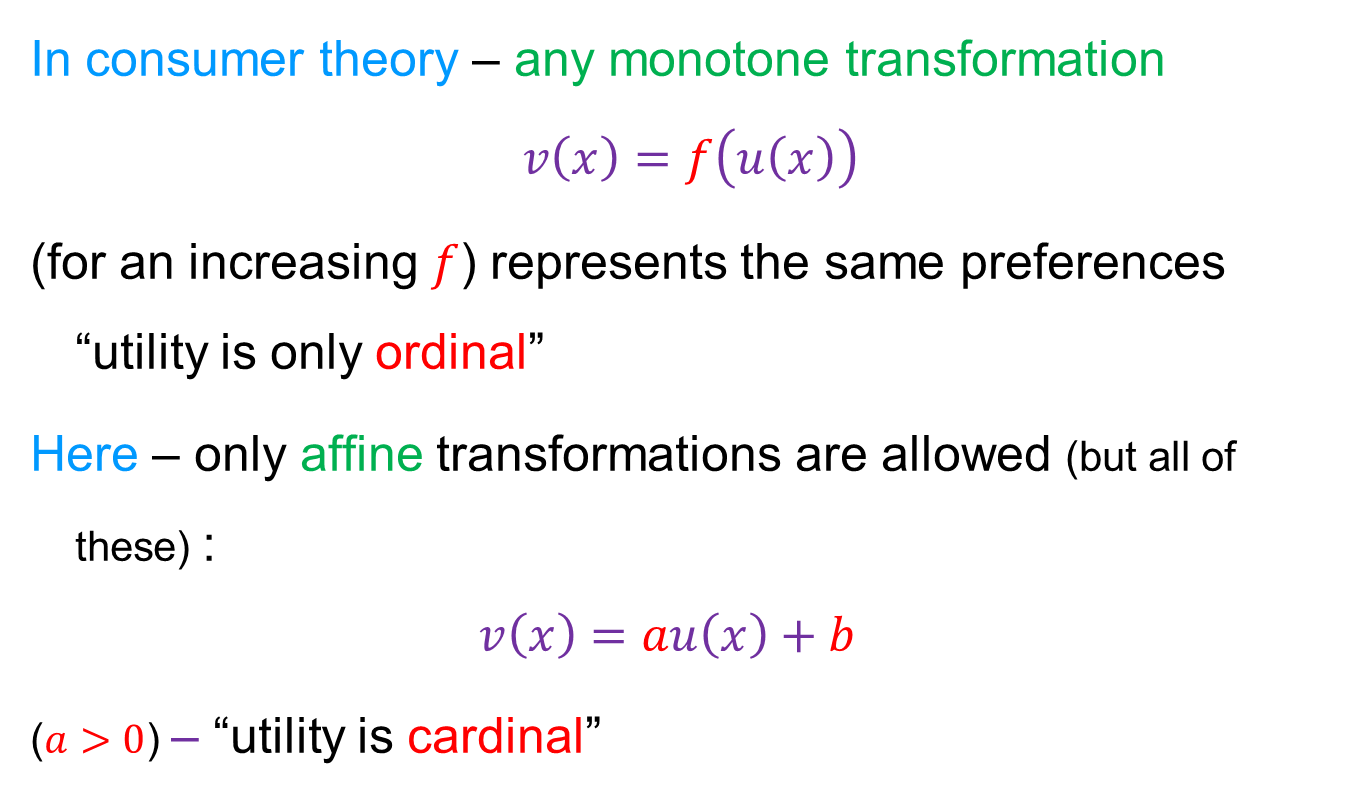 In consumer theory – any monotone transformation
v(x) = f(u(x))
(for an increasing f) represents the same preferences
“utility is only ordinal”
Here – only affine transformations are allowed (but all of
these) :
v(x) = au(x) + b
(a > 0) – “utility is cardinal”